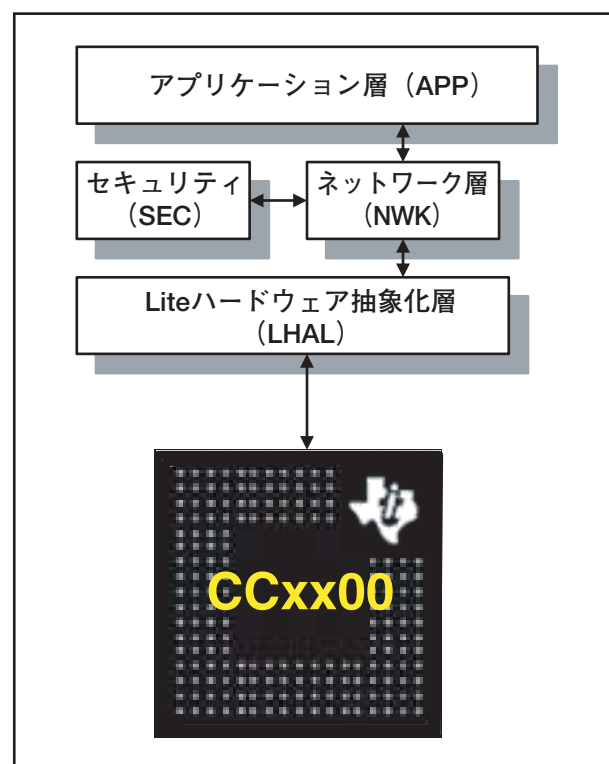 アプリケーション層（APP）
セキュリティ
（SEC）
ネットワーク層
（NWK）
Liteハードウェア抽象化層
（LHAL）
CCxx00